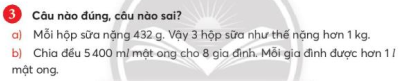 3 Câu nào đúng, câu nào sai?
a) Mỗi hộp sữa nặng 432 g. Vậy 3 hộp sữa như thế nặng hơn 1 kg.
b) Chia đều 5 400 ml mật ong cho 8 gia đình. Mỗi gia đình được hơn 1 l
mật ong.